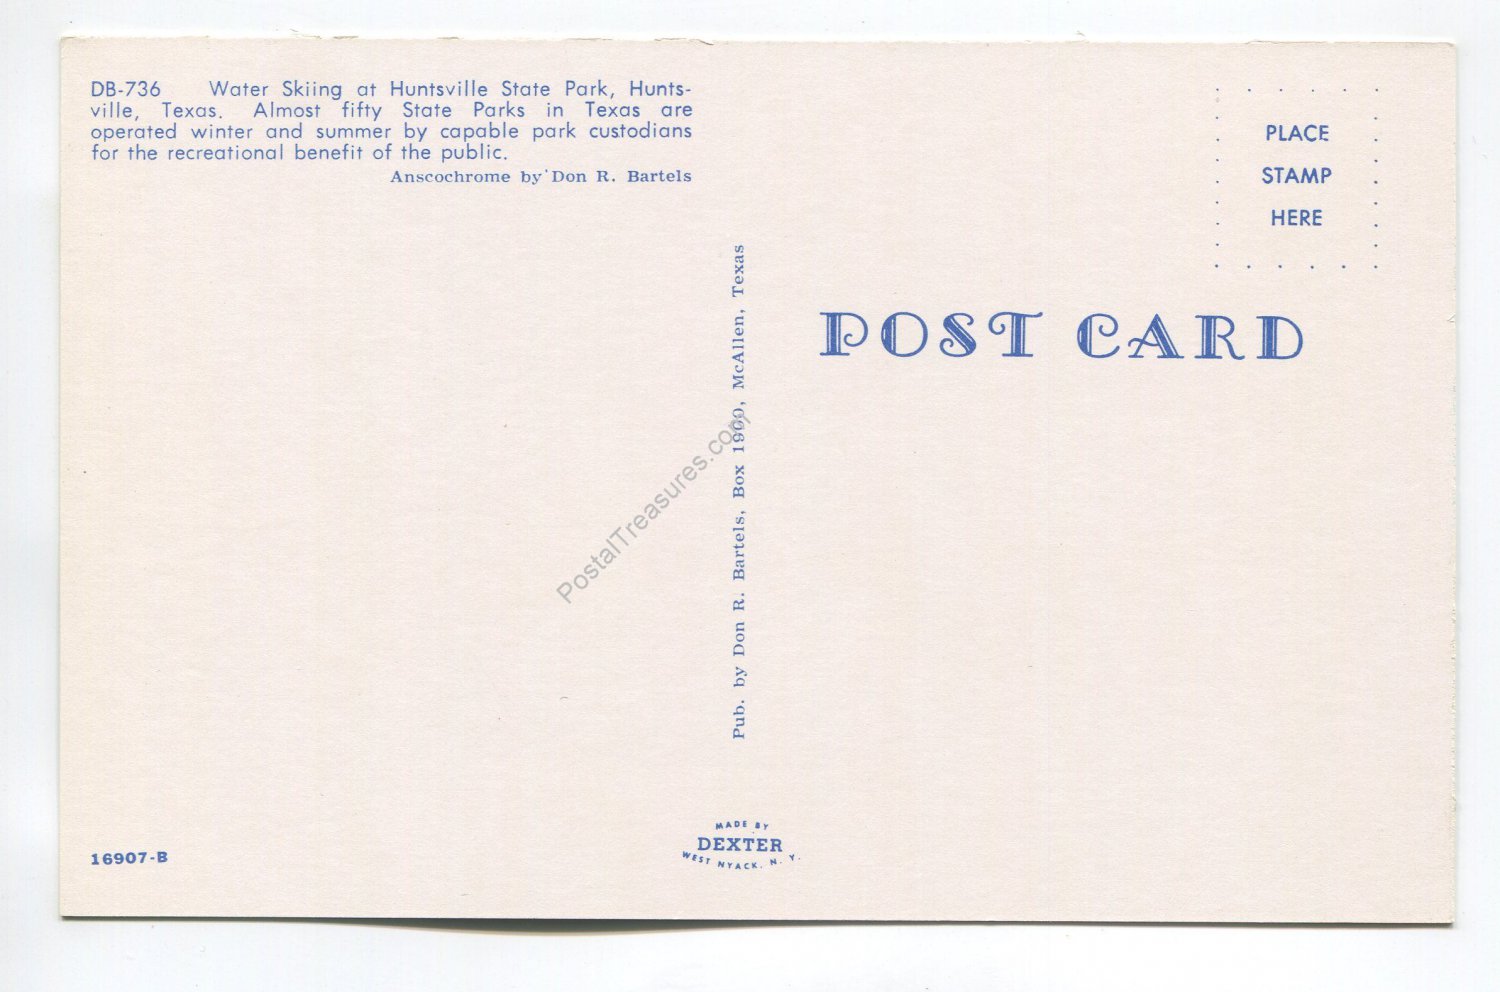 DB-736 Water Skiing at Huntsville State Park, Hunts-
ville, Texas. Almost fifty State Parks in Texas are
operated winter and summer by capable park custodians
for the recreational benefit of the public.
Anscochrome by Don R. Bartels
PLACE
STAMP
HERE
POST CARD
Pub. by Don R. Bartels, Box 1900, McAllen, Texas
PostalTreasures.com
16907-B
MADE BY
DEXTER
WEST NYACK, N. Y.